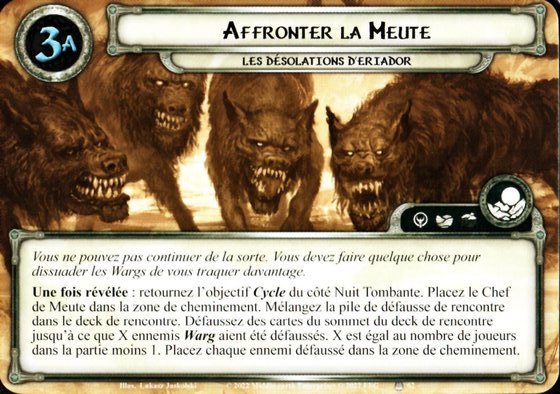 3A
AFFRONTER LA MEUTE
LES DÉSOLATIONS D'ERIADOR
Vous ne pouvez pas continuer de la sorte. Vous devez faire quelque chose pour
dissuader les Wargs de vous traquer davantage.
Une fois révélée : retournez l'objectif Cycle du côté Nuit Tombante. Placez le Chef
de Meute dans la zone de cheminement. Mélangez la pile de défausse de rencontre
dans le deck de rencontre. Défaussez des cartes du sommet du deck de rencontre
jusqu'à ce que X ennemis Warg aient été défaussés. X est égal au nombre de joueurs
dans la partie moins 1. Placez chaque ennemi défaussé dans la zone de cheminement.
Illus. Lukasz Jaskolski © 2022 Middle-earth Enterprises © 2022 FFG 62